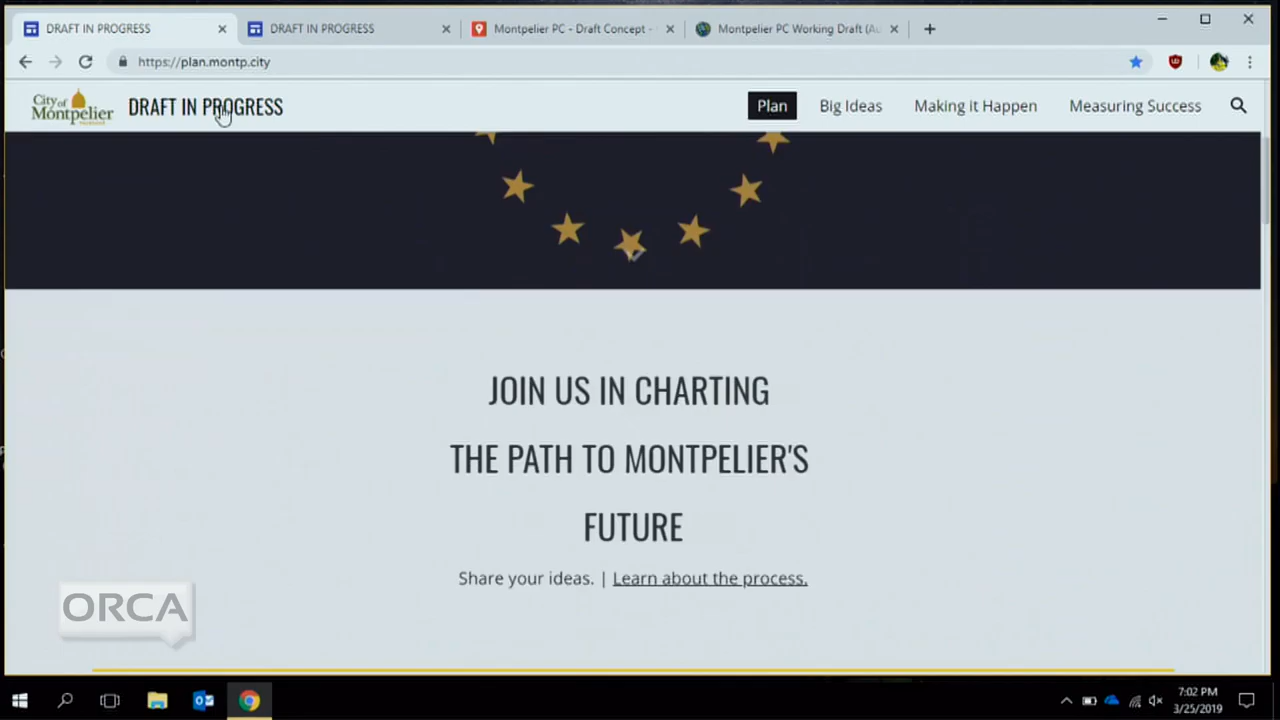 DRAFT IN PROGRESS
DRAFT IN PROGRESS
Montpelier PC - Draft Concept -
Montpelier PC Working Draft (Au
https://plan.montp.city
City of
Montpelier
DRAFT IN PROGRESS
Plan
Big Ideas
Making it Happen
Measuring Success
JOIN US IN CHARTING
THE PATH TO MONTPELIER'S
FUTURE
Share your ideas. | Learn about the process.
ORCA
7:02 PM
3/25/2019